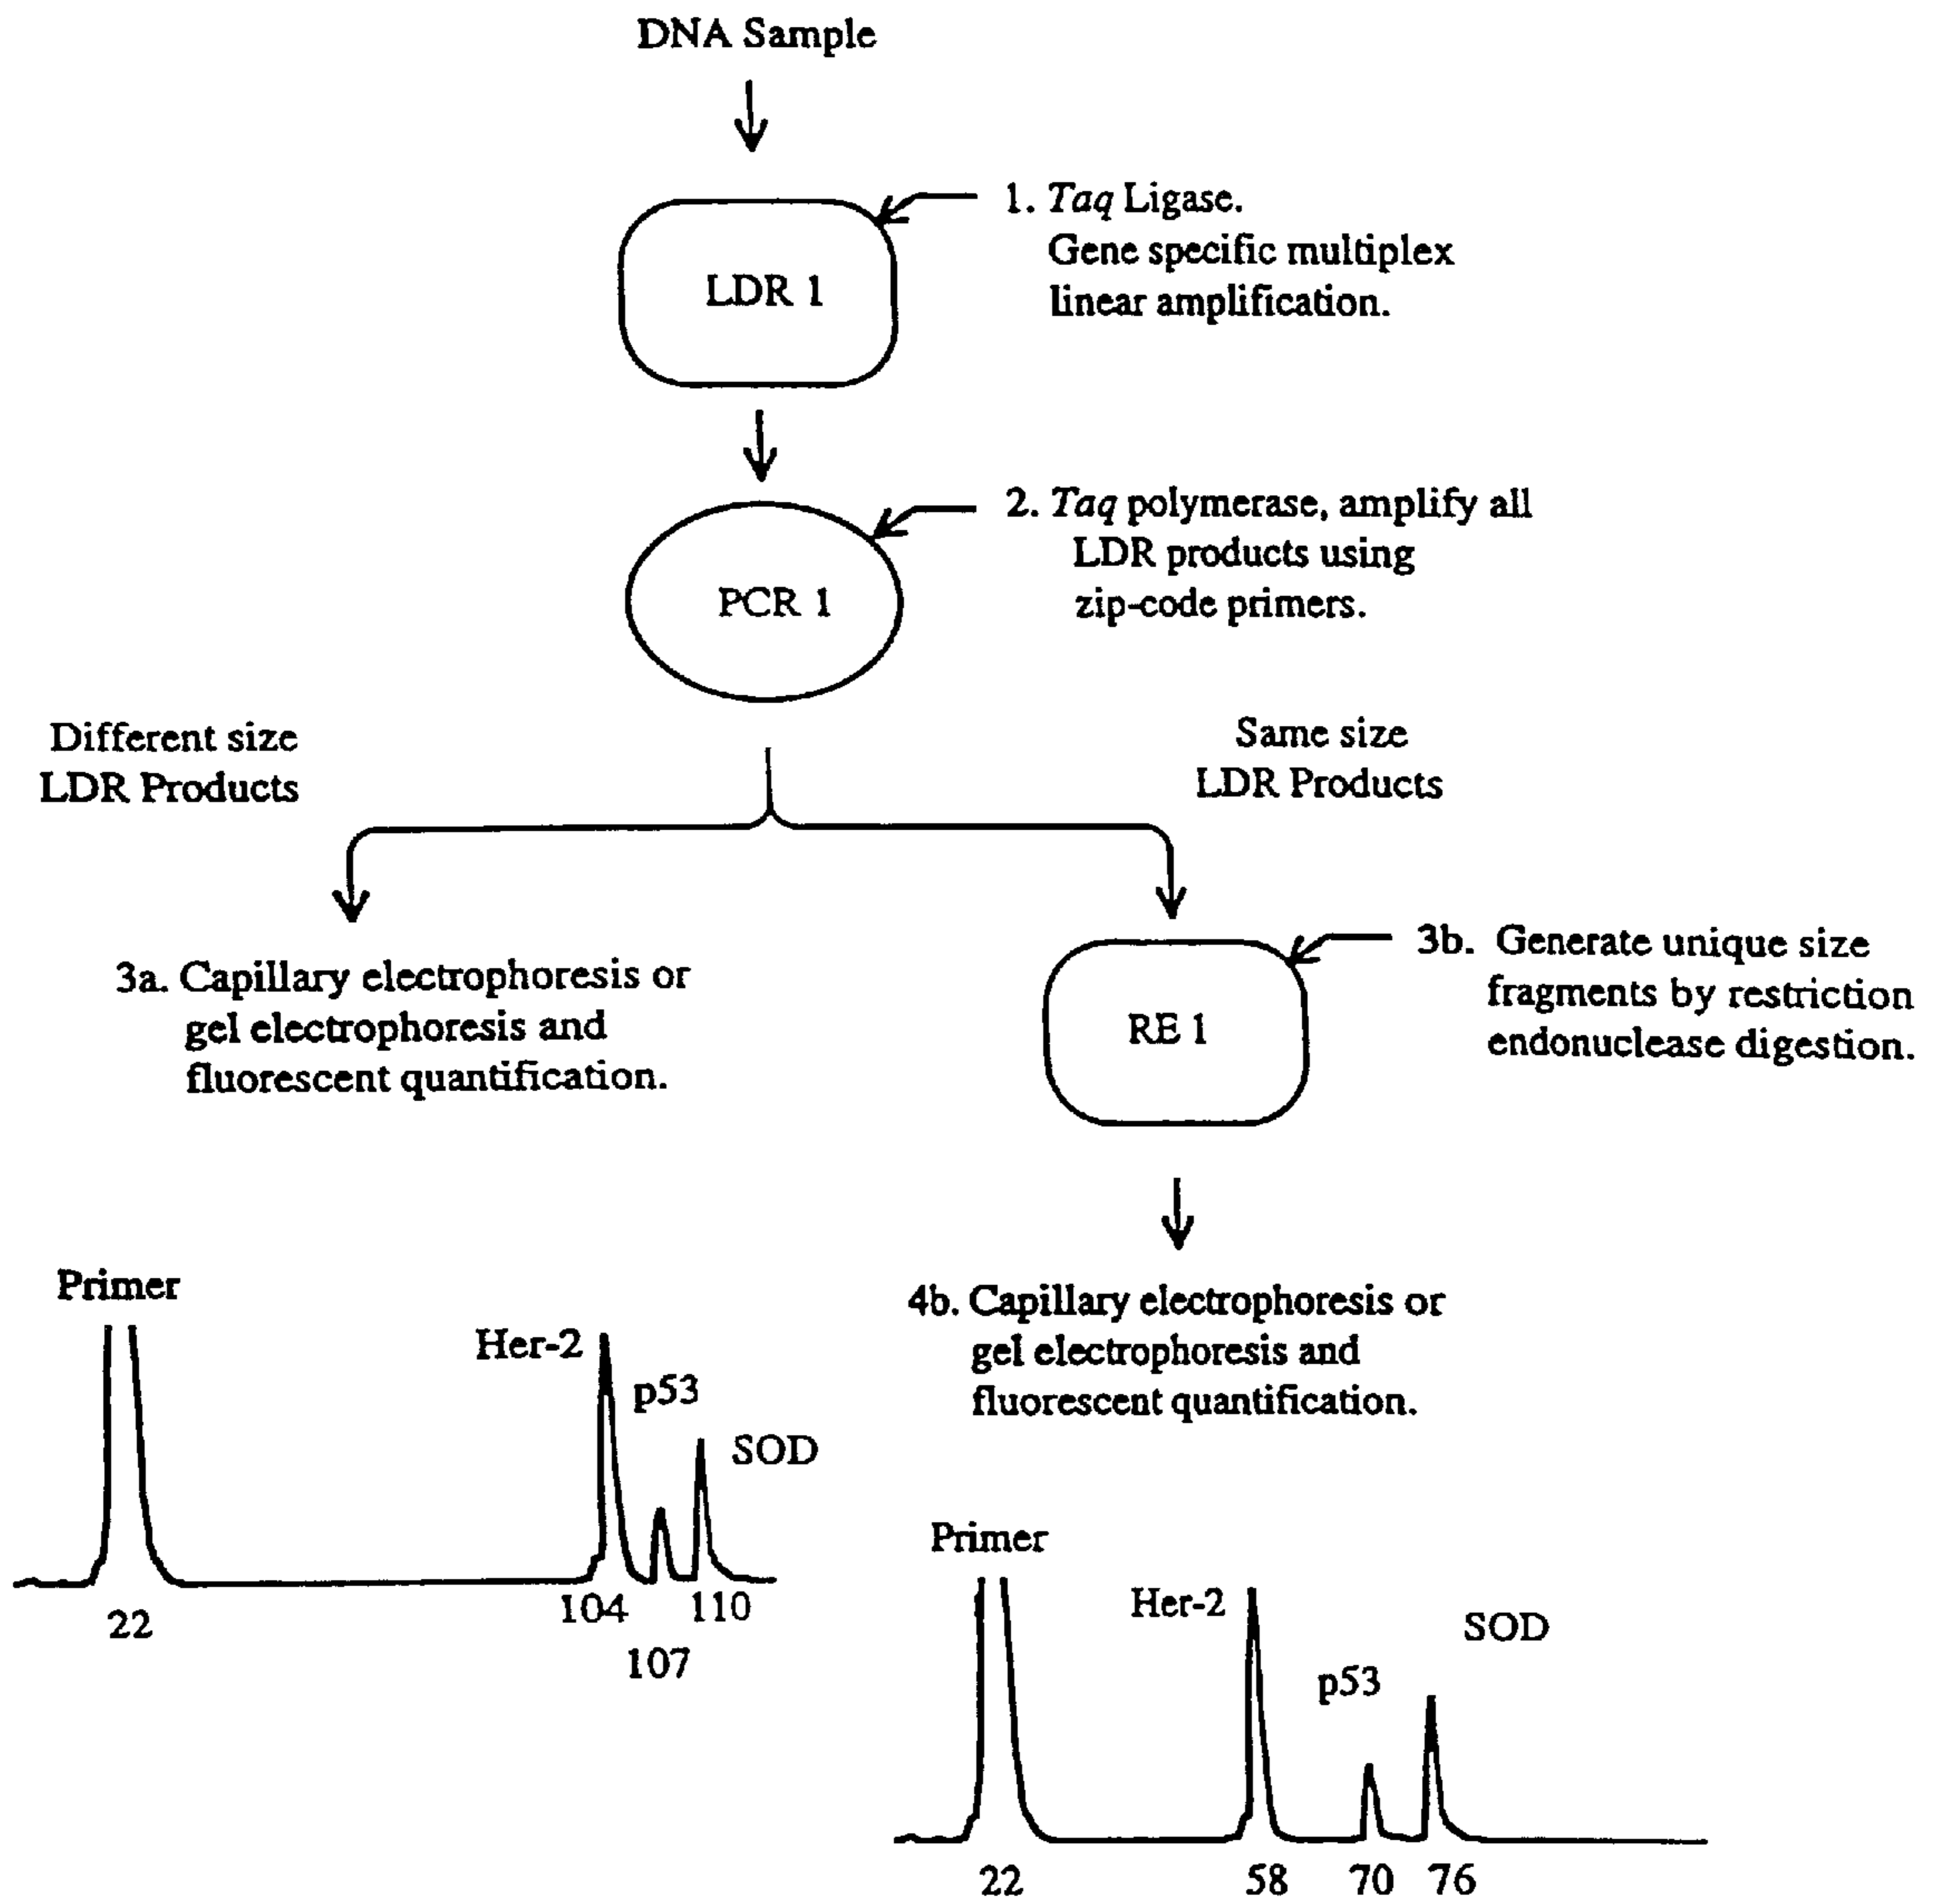 DNA Sample
LDR 1
1. Taq Ligase.
Gene specific multiplex
linear amplification.
PCR 1
2. Taq polymerase, amplify all
LDR products using
zip-code primers.
Different size
LDR Products
Same size
LDR Products
3a. Capillary electrophoresis or
gel electrophoresis and
fluorescent quantification.
RE 1
3b. Generate unique size
fragments by restriction
endonuclease digestion.
4b. Capillary electrophoresis or
gel electrophoresis and
fluorescent quantification.
Primer
Her-2
p53
SOD
22
104
107
110
Primer
Her-2
p53
SOD
22
58
70
76